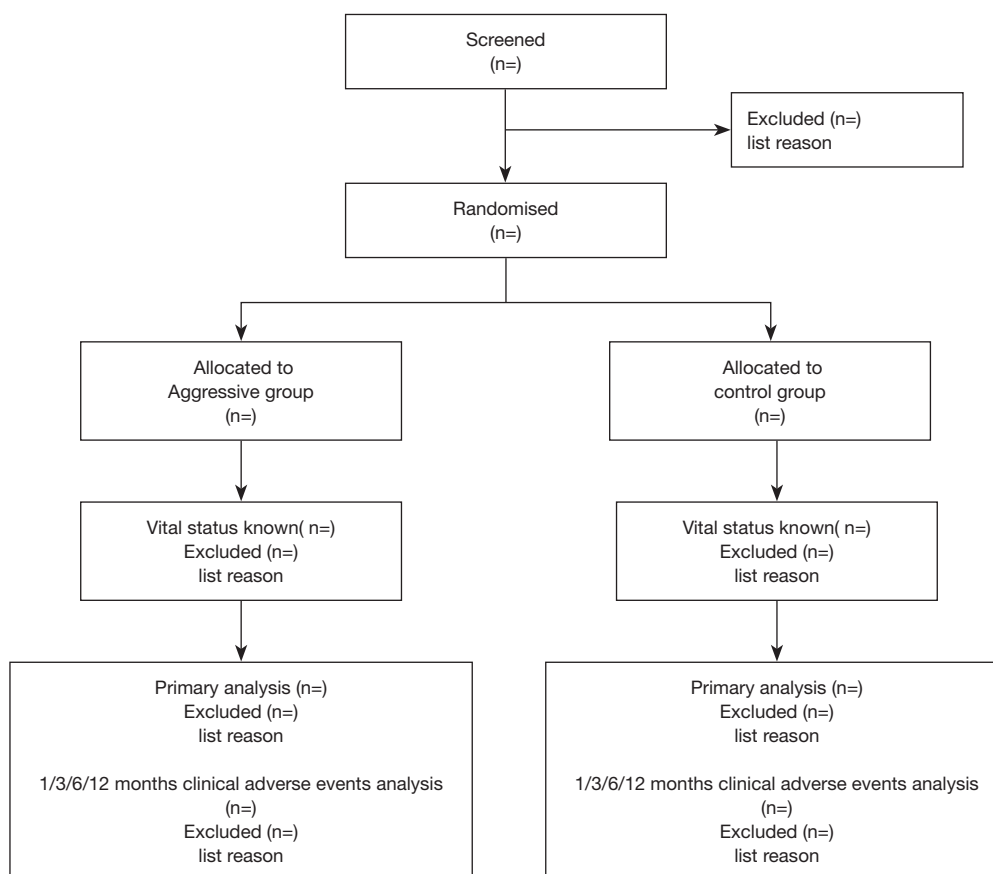 Screened
(n=)
Excluded (n=)
list reason
Randomised
(n=)
Allocated to
Aggressive group
(n=)
Allocated to
control group
(n=)
Vital status known( n=)
Excluded (n=)
list reason
Vital status known (n=)
Excluded (n=)
list reason
Primary analysis (n=)
Excluded (n=)
list reason
1/3/6/12 months clinical adverse events analysis
(n=)
Excluded (n=)
list reason
Primary analysis (n=)
Excluded (n=)
list reason
1/3/6/12 months clinical adverse events analysis
(n=)
Excluded (n=)
list reason